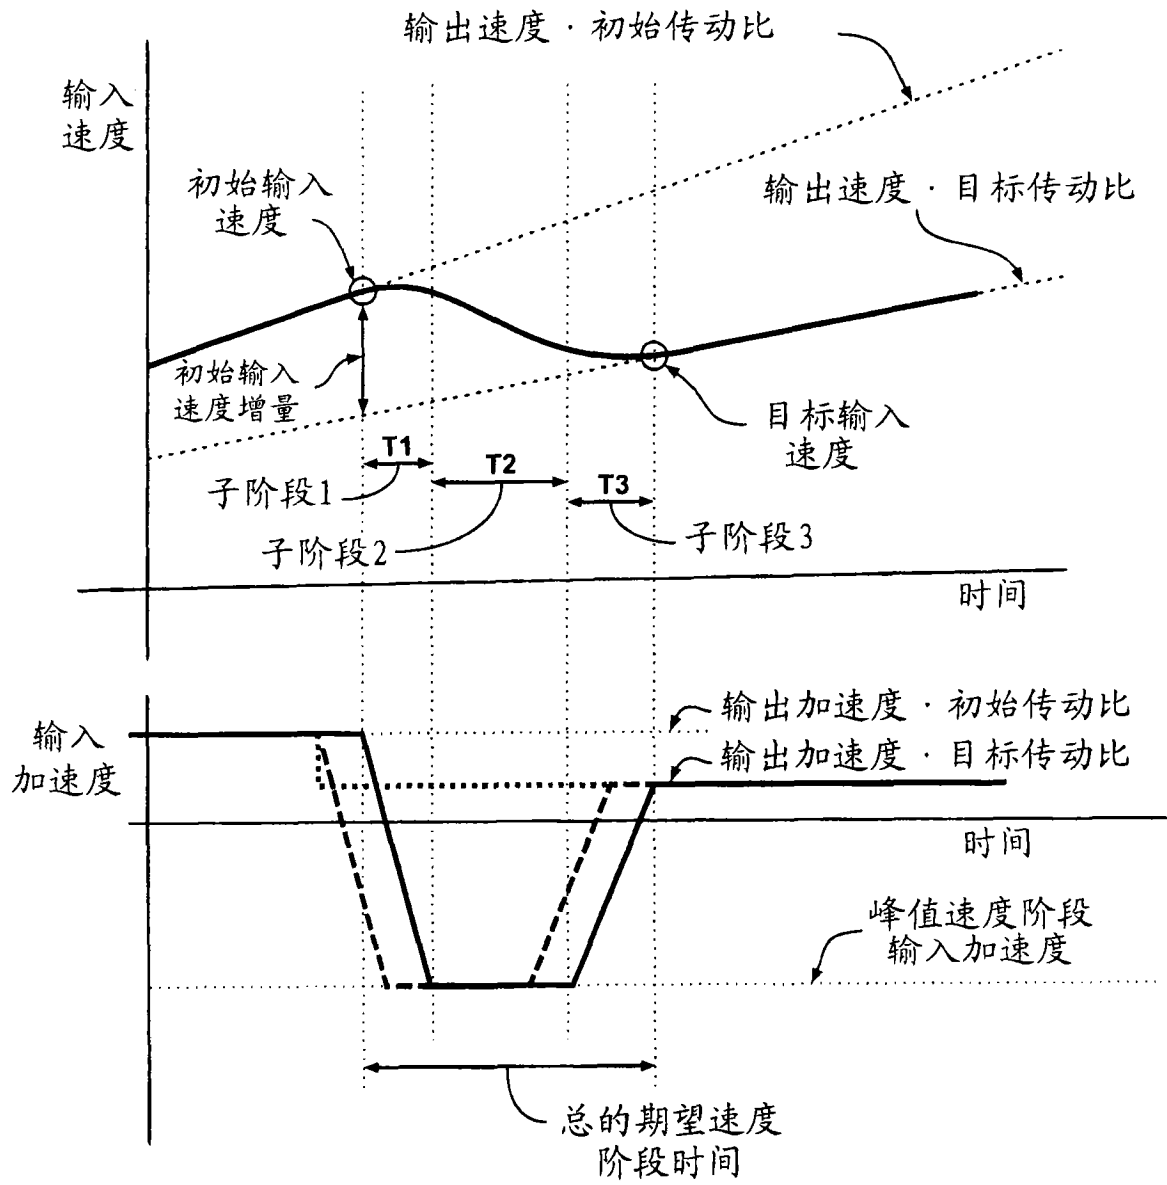 输出速度·初始传动比
输入
速度
初始输入
速度
输出速度·目标传动比
初始输入
速度增量
目标输入
速度
T1
T2
T3
子阶段1
子阶段2
子阶段3
时间
输出加速度·初始传动比
输入
加速度
输出加速度·目标传动比
时间
峰值速度阶段
输入加速度
总的期望速度
阶段时间